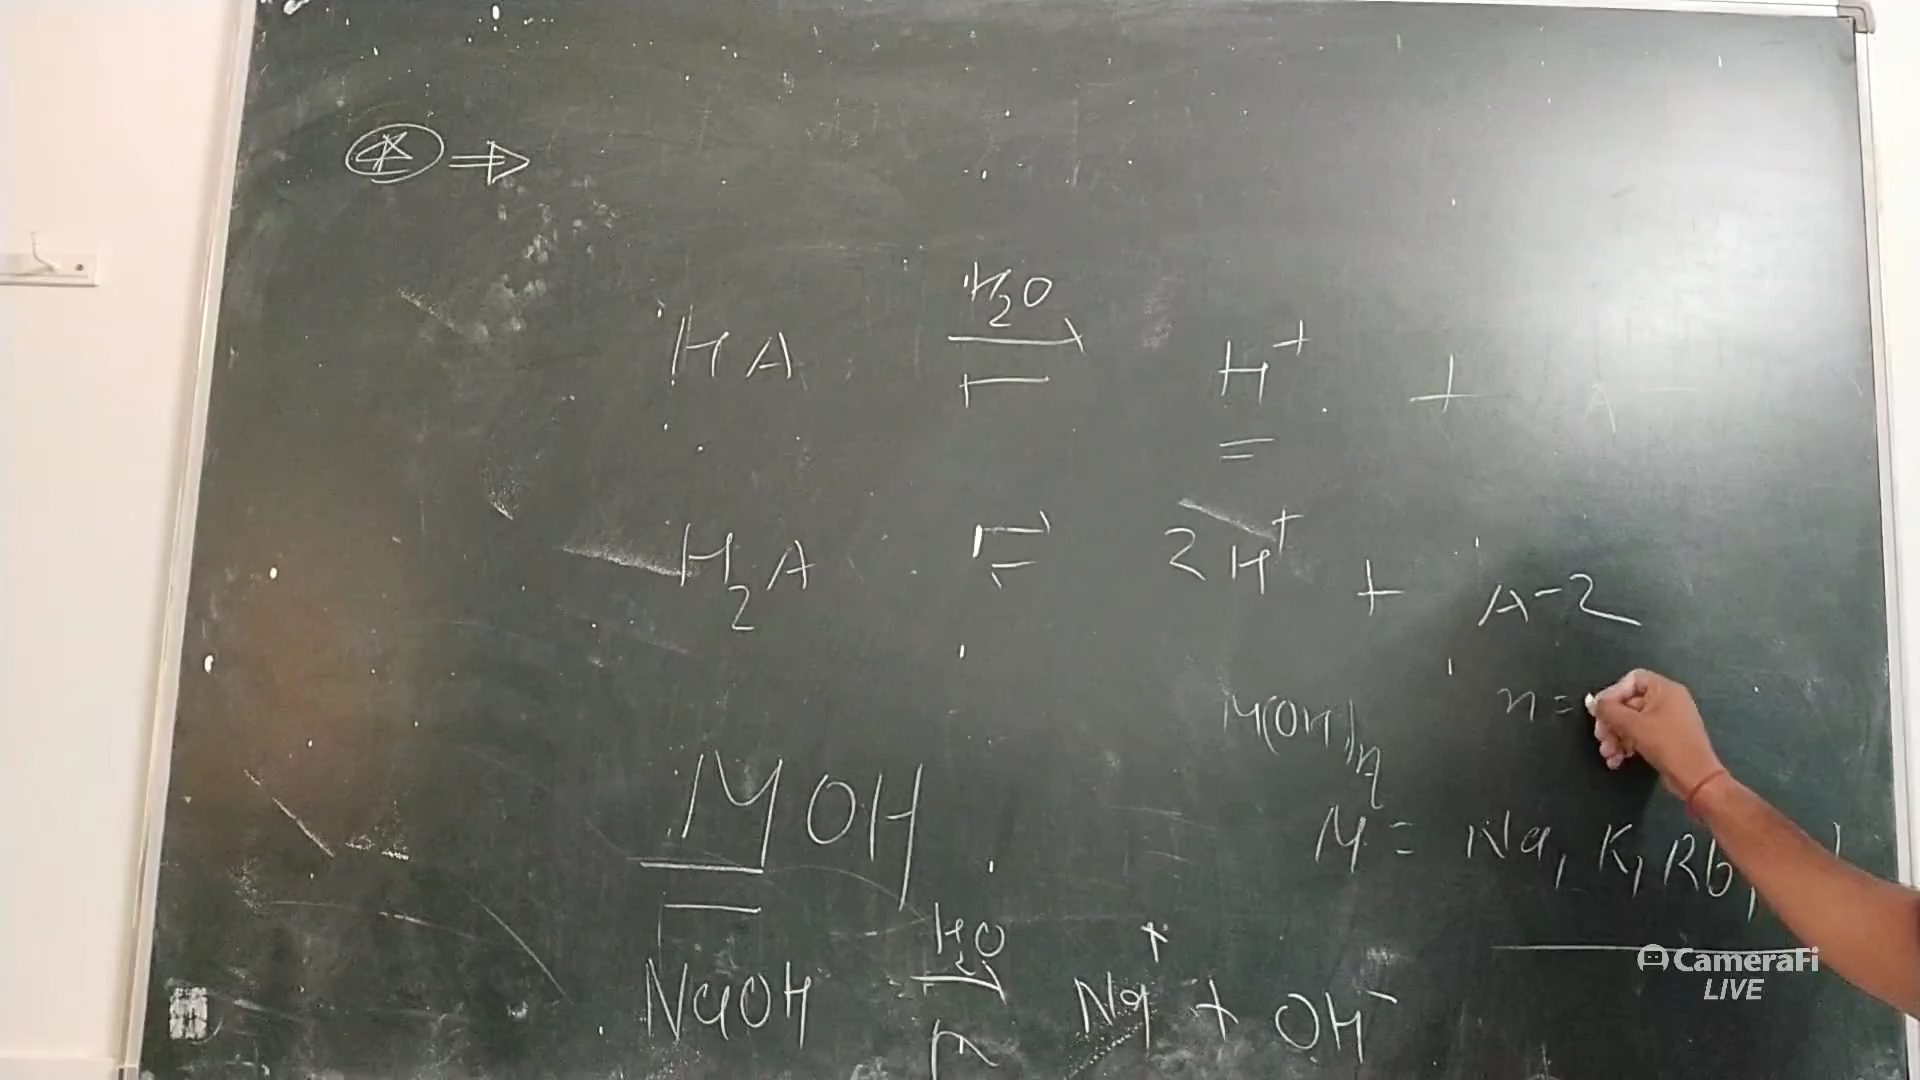 HA ⇌ H₂O H⁺ + A⁻
H₂A ⇌ 2H⁺ + A⁻²
M(OH)n n =
MOH M = Na, K, Rb,
NaOH ⇌ H₂O Na⁺ + OH⁻
CameraFi
LIVE